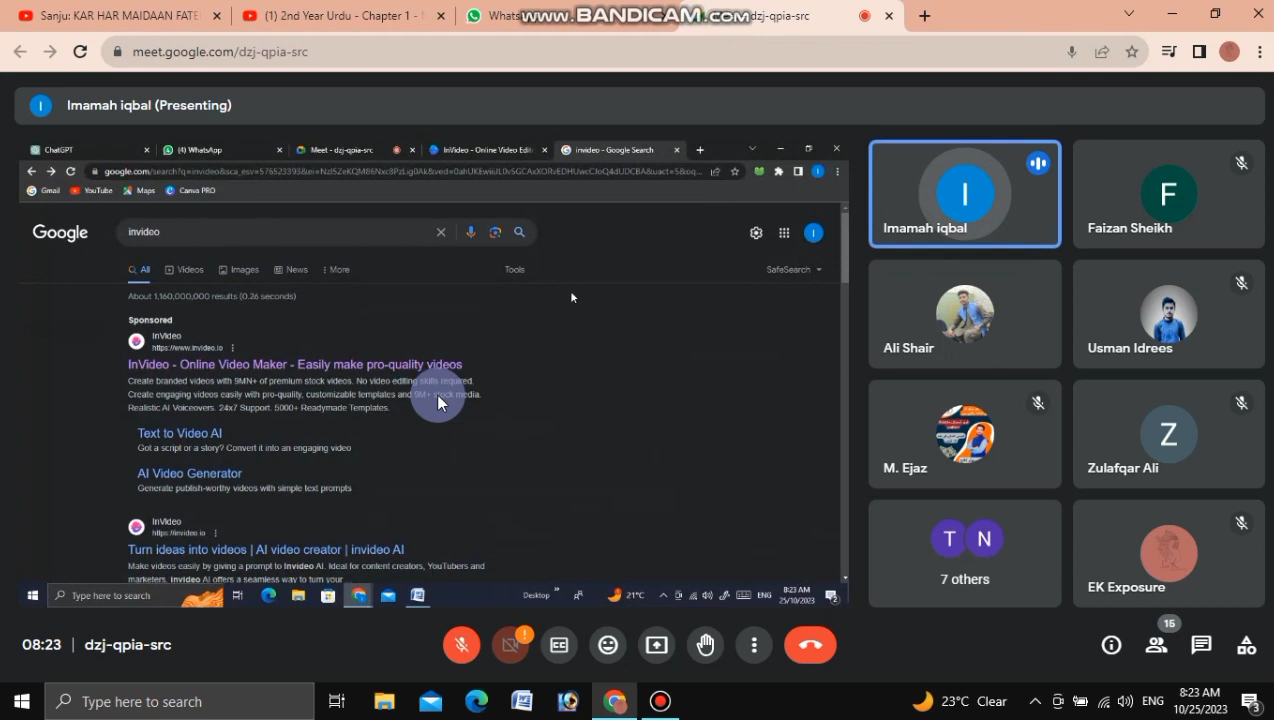 Sanju: KAR HAR MAIDAAN FATE
(1) 2nd Year Urdu - Chapter 1 -
Whats
www.BANDICAM.com
dzj-qpia-src
meet.google.com/dzj-qpia-src
I
Imamah iqbal (Presenting)
ChatGPT
(4) WhatsApp
Meet - dzj-qpia-src
InVideo - Online Video Edit
invideo - Google Search
Gmail
YouTube
Maps
Canva PRO
I
Google
invideo
I
All
Videos
Images
News
More
Tools
SafeSearch
About 1,160,000,000 results (0.26 seconds)
Sponsored
InVideo
https://www.invideo.io
InVideo - Online Video Maker - Easily make pro-quality videos
Create branded videos with 9MN+ of premium stock videos. No video editing skills required.
Create engaging videos easily with pro-quality, customizable templates and 9M+ stock media.
Realistic AI Voiceovers. 24x7 Support. 5000+ Readymade Templates.
Text to Video AI
Got a script or a story? Convert it into an engaging video
AI Video Generator
Generate publish-worthy videos with simple text prompts
InVideo
https://invideo.io
Turn ideas into videos | AI video creator | invideo AI
Make videos easily by giving a prompt to Invideo AI. Ideal for content creators, YouTubers and
marketers, invideo AI offers a seamless way to turn your
Type here to search
Desktop
21°C
ENG
8:23 AM
25/10/2023
2
I
Imamah iqbal
F
Faizan Sheikh
Ali Shair
Usman Idrees
M. Ejaz
Z
Zulafqar Ali
T
N
7 others
EK Exposure
08:23
dzj-qpia-src
15
Type here to search
23°C Clear
ENG
8:23 AM
10/25/2023
3